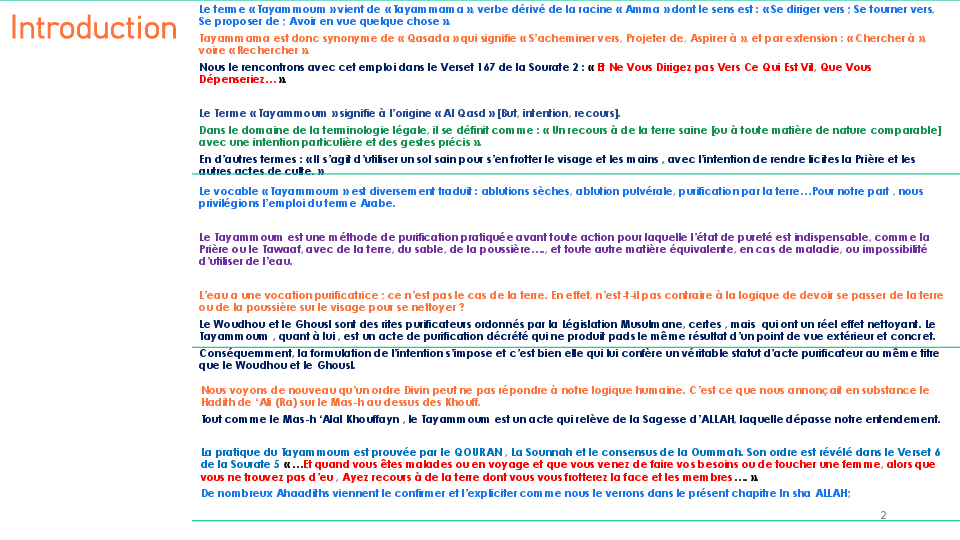 Introduction
Le terme « Tayammoum » vient de « Tayammama », verbe dérivé de la racine « Amma » dont le sens est : « Se diriger vers ; Se tourner vers,
Se proposer de ; Avoir en vue quelque chose ».
Tayammama est donc synonyme de « Qasada » qui signifie « S’acheminer vers, Projeter de, Aspirer à », et par extension : « Chercher à »,
voire « Rechercher ».
Nous le rencontrons avec cet emploi dans le Verset 167 de la Sourate 2 : « Et Ne Vous Dirigez pas Vers Ce Qui Est Vil, Que Vous
Dépenseriez… ».
Le Terme « Tayammoum » signifie à l’origine « Al Qasd » [But, intention, recours].
Dans le domaine de la terminologie légale, il se définit comme : « Un recours à de la terre saine [ou à toute matière de nature comparable]
avec une intention particulière et des gestes précis ».
En d’autres termes : « Il s’agit d’utiliser un sol sain pour s’en frotter le visage et les mains , avec l’intention de rendre licites la Prière et les
autres actes de culte. »
Le vocable « Tayammoum » est diversement traduit : ablutions sèches, ablution pulvérale, purification par la terre…Pour notre part , nous
privilégions l’emploi du terme Arabe.
Le Tayammoum est une méthode de purification pratiquée avant toute action pour laquelle l’état de pureté est indispensable, comme la
Prière ou le Tawaaf, avec de la terre, du sable, de la poussière…., et toute autre matière équivalente, en cas de maladie, ou impossibilité
d’utiliser de l’eau.
L’eau a une vocation purificatrice ; ce n’est pas le cas de la terre. En effet, n’est-t-il pas contraire à la logique de devoir se passer de la terre
ou de la poussière sur le visage pour se nettoyer ?
Le Woudhou et le Ghousl sont des rites purificateurs ordonnés par la Législation Musulmane, certes , mais qui ont un réel effet nettoyant. Le
Tayammoum , quant à lui , est un acte de purification décrété qui ne produit pads le même résultat d’un point de vue extérieur et concret.
Conséquemment, la formulation de l’intention s’impose et c’est bien elle qui lui confère un véritable statut d’acte purificateur au même titre
que le Woudhou et le Ghousl.
Nous voyons de nouveau qu’un ordre Divin peut ne pas répondre à notre logique humaine. C’est ce que nous annonçait en substance le
Hadith de ‘Ali (Ra) sur le Mas-h au dessus des Khouff.
Tout comme le Mas-h ‘Alal Khouffayn , le Tayammoum est un acte qui relève de la Sagesse d’ALLAH, laquelle dépasse notre entendement.
La pratique du Tayammoum est prouvée par le QOURAN , La Sounnah et le consensus de la Oummah. Son ordre est révélé dans le Verset 6
de la Sourate 5 « …Et quand vous êtes malades ou en voyage et que vous venez de faire vos besoins ou de toucher une femme, alors que
vous ne trouvez pas d’eu , Ayez recours à de la terre dont vous vous frotterez la face et les membres …. ».
De nombreux Ahaadiths viennent le confirmer et l’expliciter comme nous le verrons dans le présent chapitre In sha ALLAH;
2